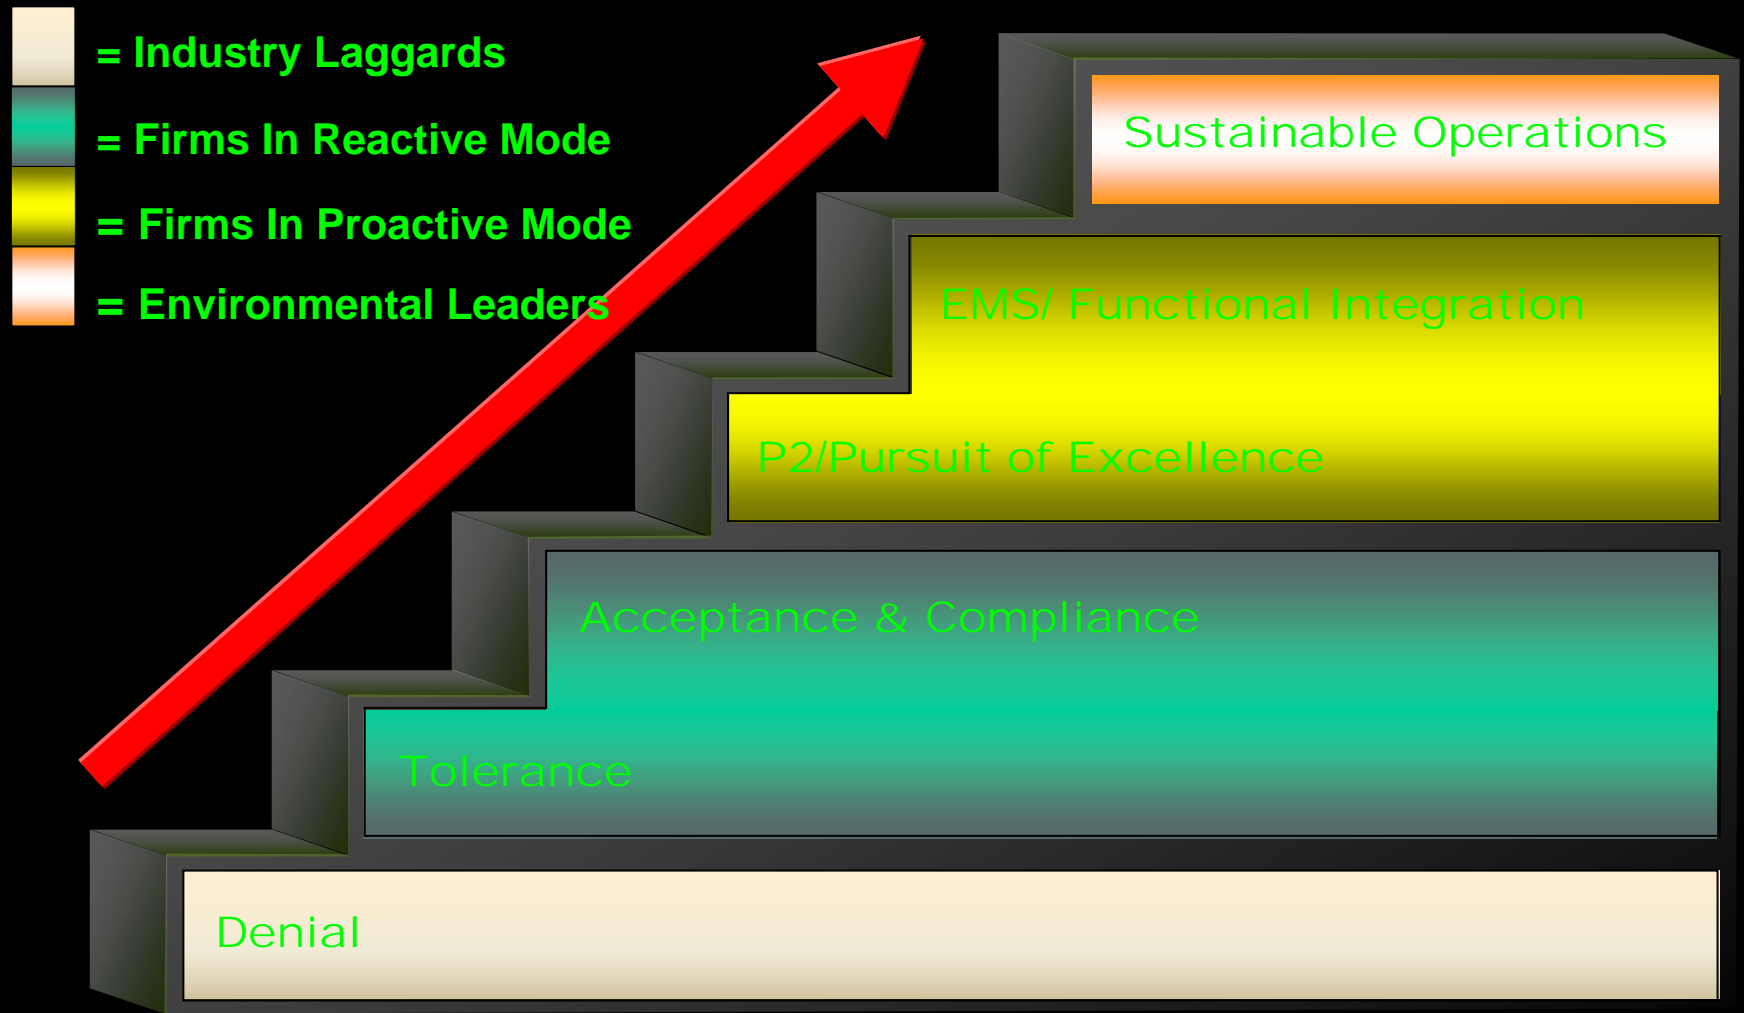 = Industry Laggards
= Firms In Reactive Mode
= Firms In Proactive Mode
= Environmental Leaders
Sustainable Operations
EMS/ Functional Integration
P2/Pursuit of Excellence
Acceptance & Compliance
Tolerance
Denial